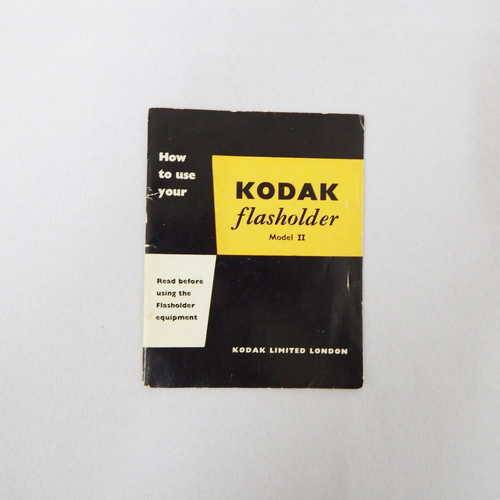 How
to use
your
KODAK
flasholder
Model II
Read before
using the
Flasholder
equipment
KODAK LIMITED LONDON